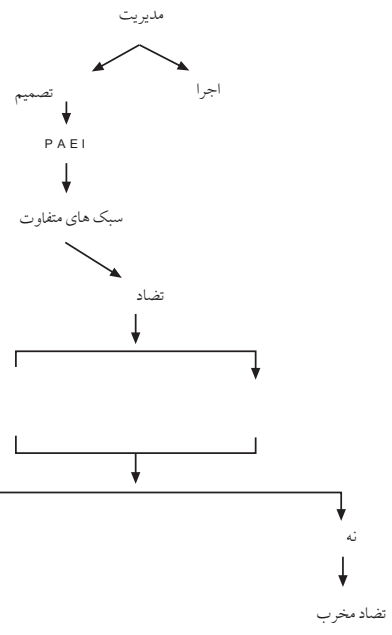 مدیریت
اجرا
تصمیم
PAEI
سبک های متفاوت
تضاد
نه
تضاد مخرب